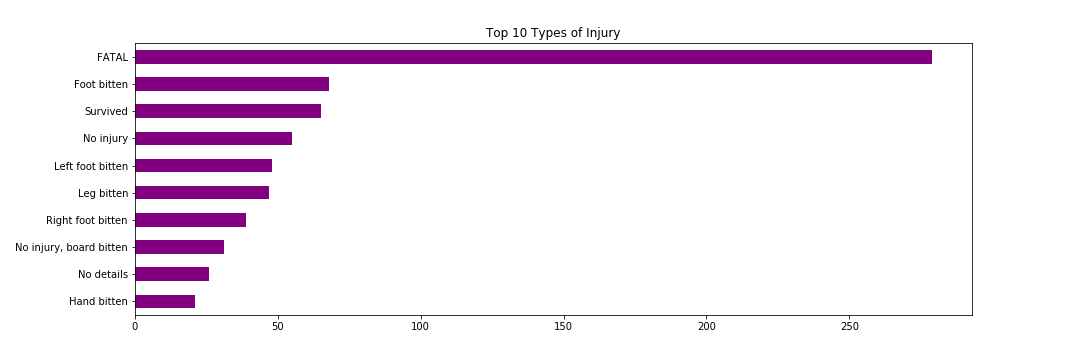 Top 10 Types of Injury
FATAL
Foot bitten
Survived
No injury
Left foot bitten
Leg bitten
Right foot bitten
No injury, board bitten
No details
Hand bitten
0 50 100 150 200 250